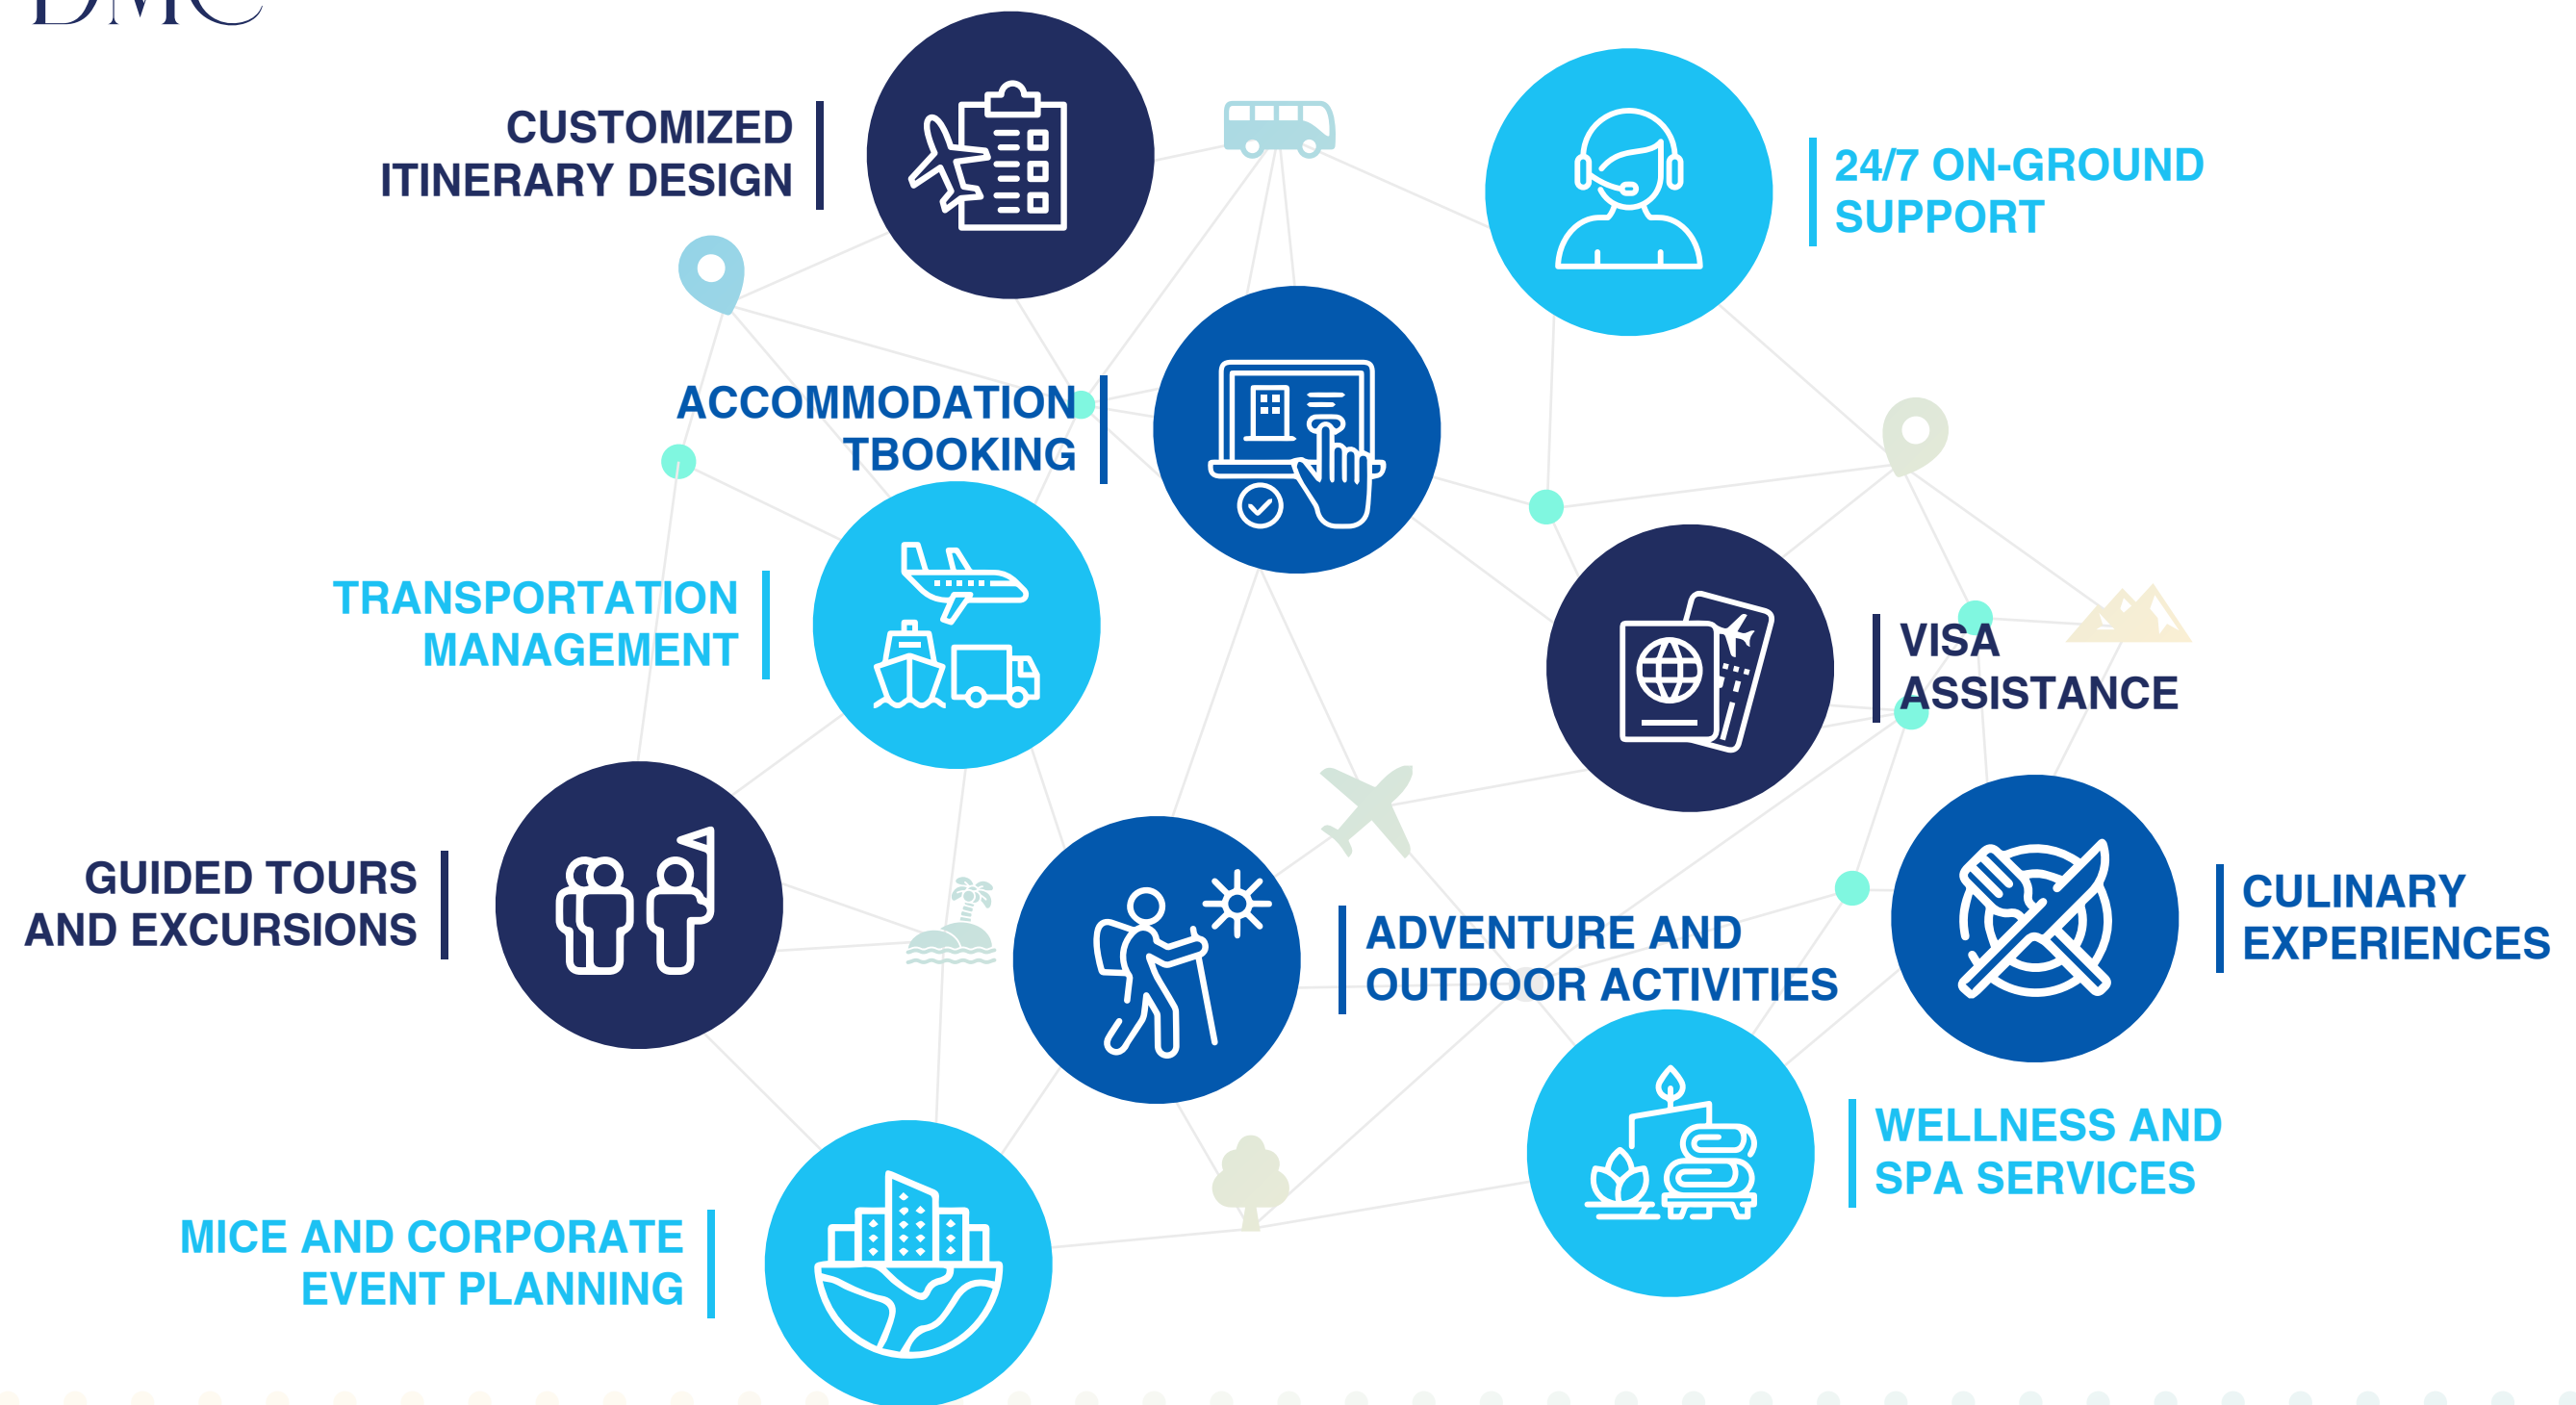 DMC
CUSTOMIZED
ITINERARY DESIGN
24/7 ON-GROUND
SUPPORT
ACCOMMODATION
TBOOKING
TRANSPORTATION
MANAGEMENT
VISA
ASSISTANCE
GUIDED TOURS
AND EXCURSIONS
ADVENTURE AND
OUTDOOR ACTIVITIES
CULINARY
EXPERIENCES
WELLNESS AND
SPA SERVICES
MICE AND CORPORATE
EVENT PLANNING